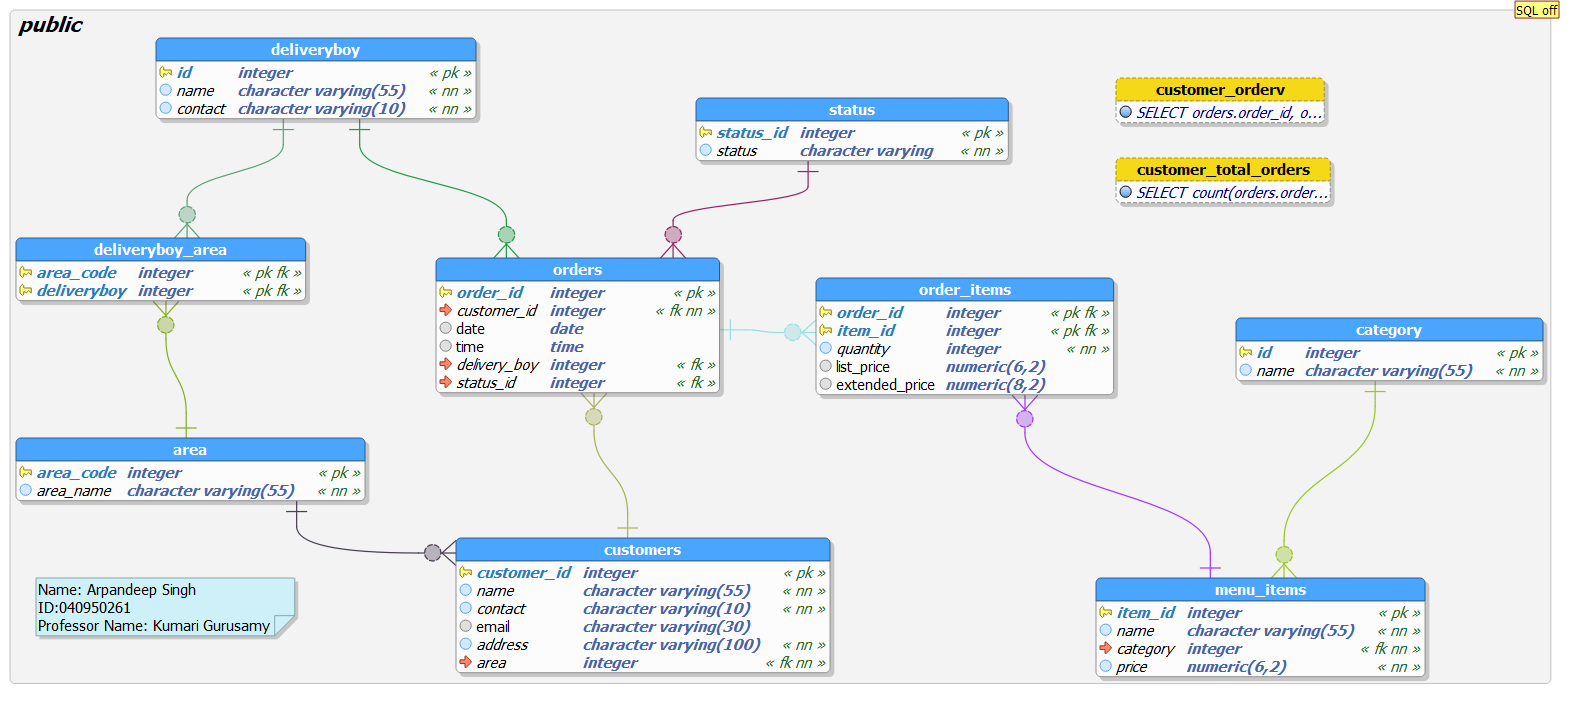 SQL off
public
deliveryboy
id integer « pk »
name character varying(55) « nn »
contact character varying(10) « nn »
status
status_id integer « pk »
status character varying « nn »
customer_orderv
SELECT orders.order_id, o...
customer_total_orders
SELECT count(orders.order...
deliveryboy_area
area_code integer « pk fk »
deliveryboy integer « pk fk »
orders
order_id integer « pk »
customer_id integer « fk nn »
date date
time time
delivery_boy integer « fk »
status_id integer « fk »
order_items
order_id integer « pk fk »
item_id integer « pk fk »
quantity integer « nn »
list_price numeric(6,2)
extended_price numeric(8,2)
category
id integer « pk »
name character varying(55) « nn »
area
area_code integer « pk »
area_name character varying(55) « nn »
customers
customer_id integer « pk »
name character varying(55) « nn »
contact character varying(10) « nn »
email character varying(30)
address character varying(100) « nn »
area integer « fk nn »
Name: Arpandeep Singh
ID:040950261
Professor Name: Kumari Gurusamy
menu_items
item_id integer « pk »
name character varying(55) « nn »
category integer « fk nn »
price numeric(6,2) « nn »